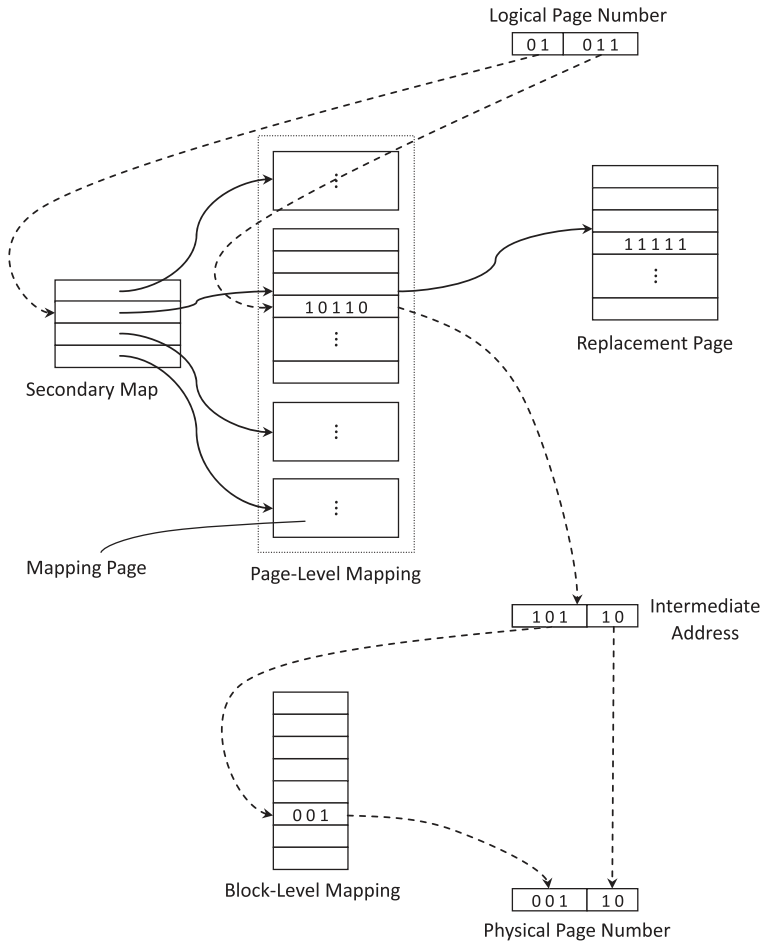 Logical Page Number
01 011
11111
10110
Replacement Page
Secondary Map
Mapping Page
Page-Level Mapping
101 10
Intermediate
Address
001
Block-Level Mapping
001 10
Physical Page Number